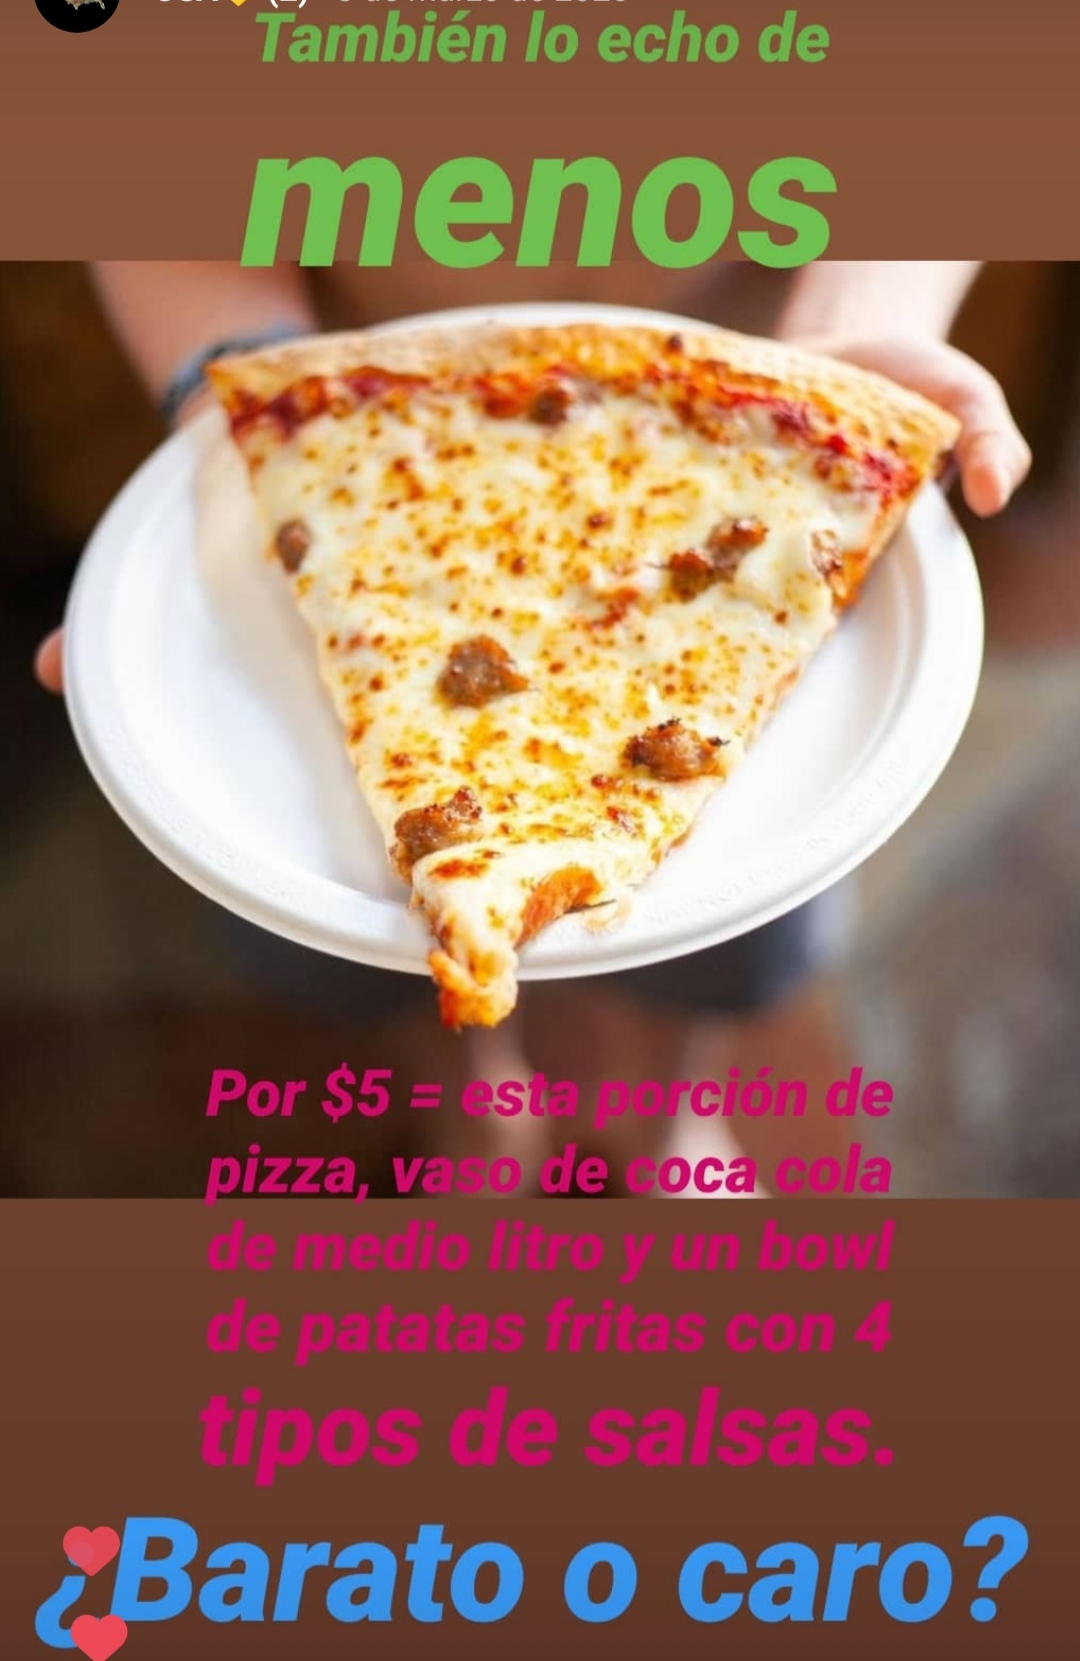 También lo echo de
menos
Por $5 = esta porción de
pizza, vaso de coca cola
de medio litro y un bowl
de patatas fritas con 4
tipos de salsas.
¿Barato o caro?